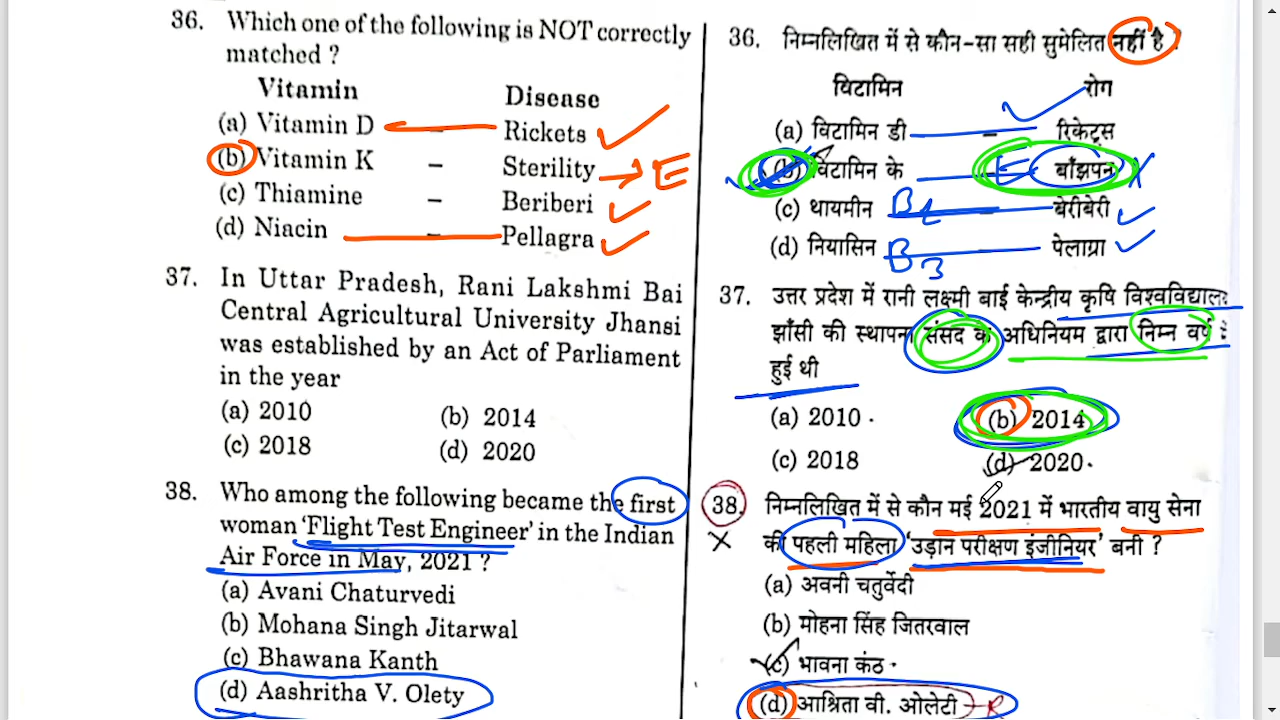 36. Which one of the following is NOT correctly
matched ?
Vitamin Disease
(a) Vitamin D – Rickets
(b) Vitamin K – Sterility → E
(c) Thiamine – Beriberi
(d) Niacin – Pellagra
37. In Uttar Pradesh, Rani Lakshmi Bai
Central Agricultural University Jhansi
was established by an Act of Parliament
in the year
(a) 2010 (b) 2014
(c) 2018 (d) 2020
38. Who among the following became the first
woman ‘Flight Test Engineer’ in the Indian
Air Force in May, 2021 ?
(a) Avani Chaturvedi
(b) Mohana Singh Jitarwal
(c) Bhawana Kanth
(d) Aashritha V. Olety
36. निम्नलिखित में से कौन-सा सही सुमेलित नहीं है ?
विटामिन रोग
(a) विटामिन डी – रिकेट्स
(b) विटामिन के E बाँझपन
(c) थायमीन B1 – बेरीबेरी
(d) नियासिन B3 पेलाग्रा
37. उत्तर प्रदेश में रानी लक्ष्मी बाई केन्द्रीय कृषि विश्वविद्यालय
झाँसी की स्थापना संसद के अधिनियम द्वारा निम्न वर्ष में
हुई थी
(a) 2010 (b) 2014
(c) 2018 (d) 2020
38. निम्नलिखित में से कौन मई 2021 में भारतीय वायु सेना
की पहली महिला ‘उड़ान परीक्षण इंजीनियर’ बनी ?
(a) अवनी चतुर्वेदी
(b) मोहना सिंह जितरवाल
(c) भावना कंठ
(d) आश्रिता वी. ओलेटी